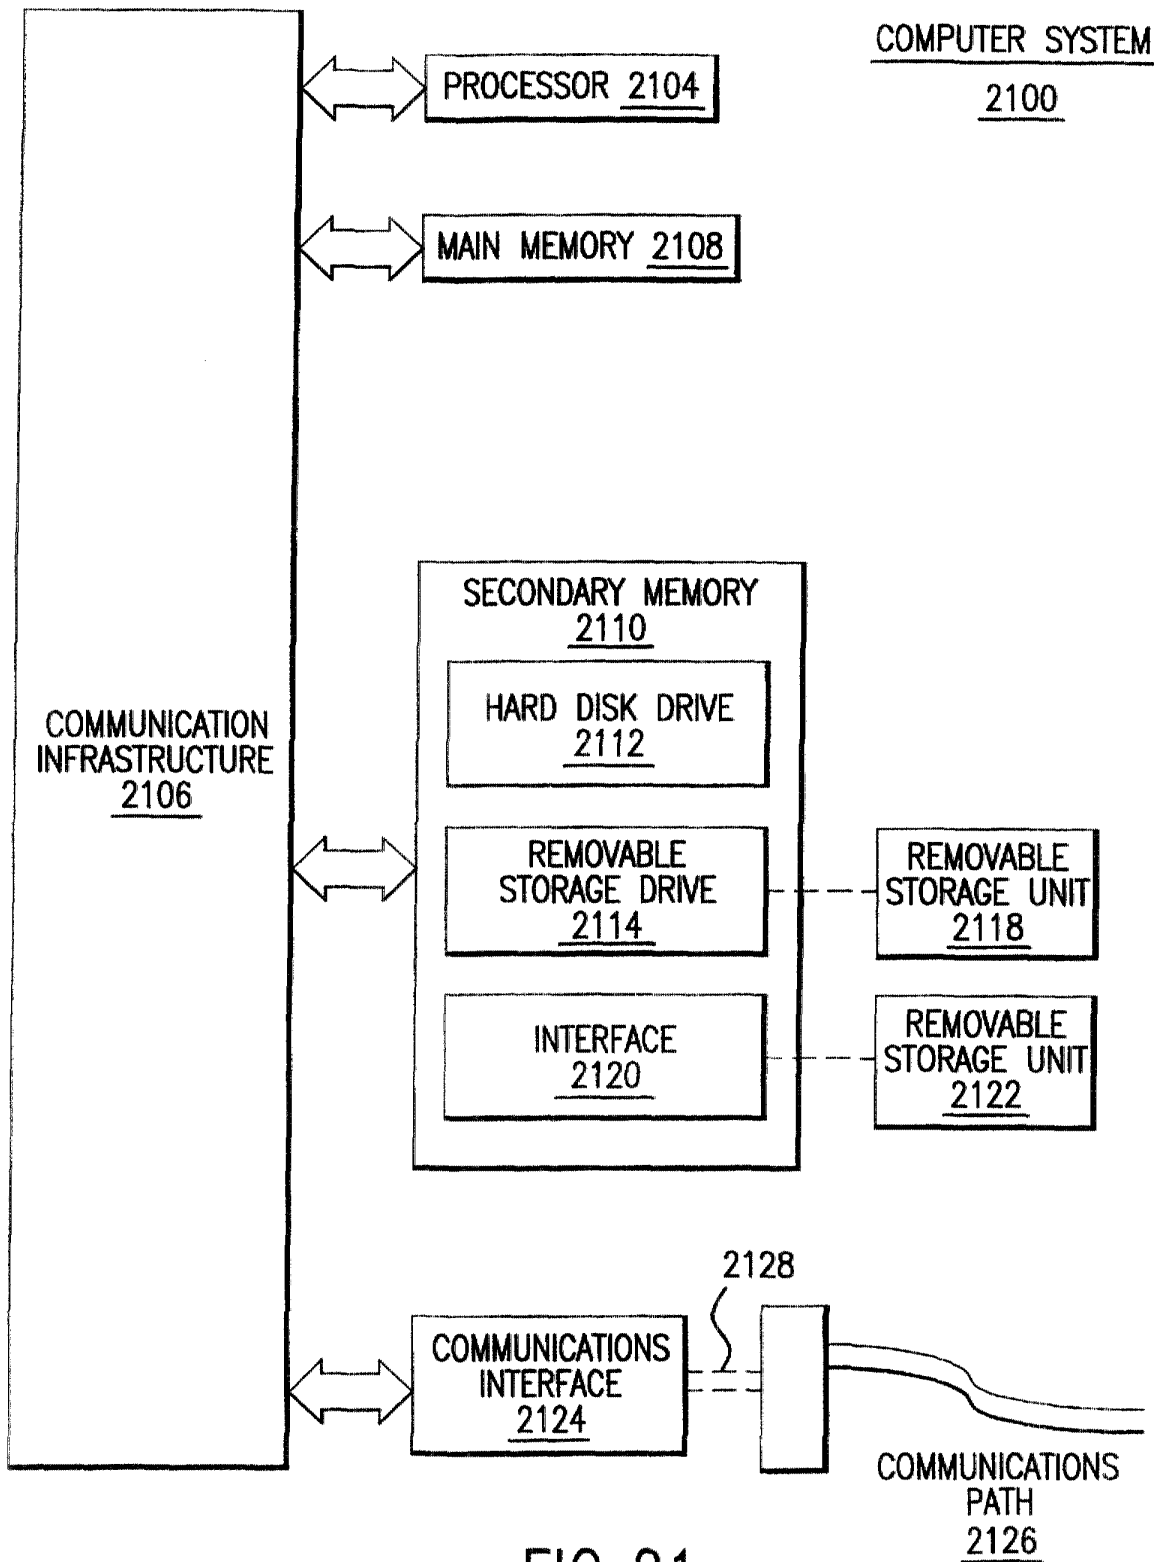 COMPUTER SYSTEM
2100
PROCESSOR 2104
MAIN MEMORY 2108
SECONDARY MEMORY
2110
HARD DISK DRIVE
2112
COMMUNICATION
INFRASTRUCTURE
2106
REMOVABLE
STORAGE DRIVE
2114
REMOVABLE
STORAGE UNIT
2118
INTERFACE
2120
REMOVABLE
STORAGE UNIT
2122
2128
COMMUNICATIONS
INTERFACE
2124
COMMUNICATIONS
PATH
2126
FIG. 21